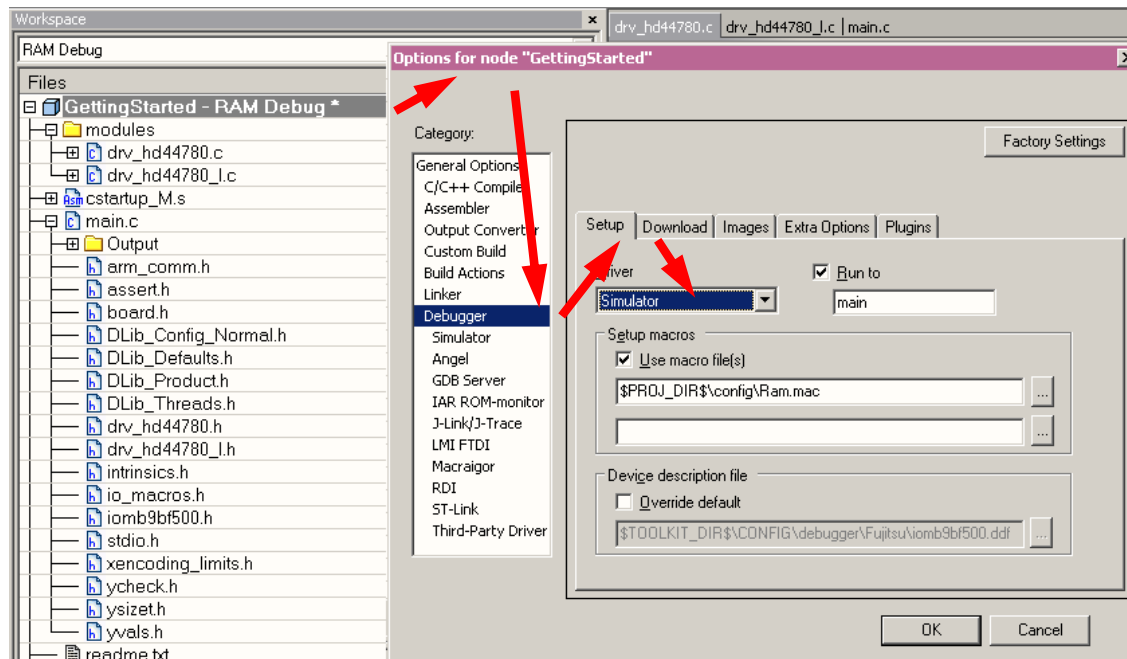 Workspace
RAM Debug
Files
GettingStarted - RAM Debug *
modules
drv_hd44780.c
drv_hd44780_l.c
cstartup_M.s
main.c
Output
arm_comm.h
assert.h
board.h
DLib_Config_Normal.h
DLib_Defaults.h
DLib_Product.h
DLib_Threads.h
drv_hd44780.h
drv_hd44780_l.h
intrinsics.h
io_macros.h
iomb9bf500.h
stdio.h
xencoding_limits.h
ycheck.h
ysizet.h
yvals.h
readme.txt
drv_hd44780.c drv_hd44780_l.c main.c
Options for node "GettingStarted"
Category:
General Options
C/C++ Compiler
Assembler
Output Converter
Custom Build
Build Actions
Linker
Debugger
Simulator
Angel
GDB Server
IAR ROM-monitor
J-Link/J-Trace
LMI FTDI
Macraigor
RDI
ST-Link
Third-Party Driver
Factory Settings
Setup Download Images Extra Options Plugins
Driver
Simulator
Run to
main
Setup macros
Use macro file(s)
$PROJ_DIR$\config\Ram.mac
...
...
Device description file
Override default
$TOOLKIT_DIR$\CONFIG\debugger\Fujitsu\iomb9bf500.ddf
...
OK Cancel